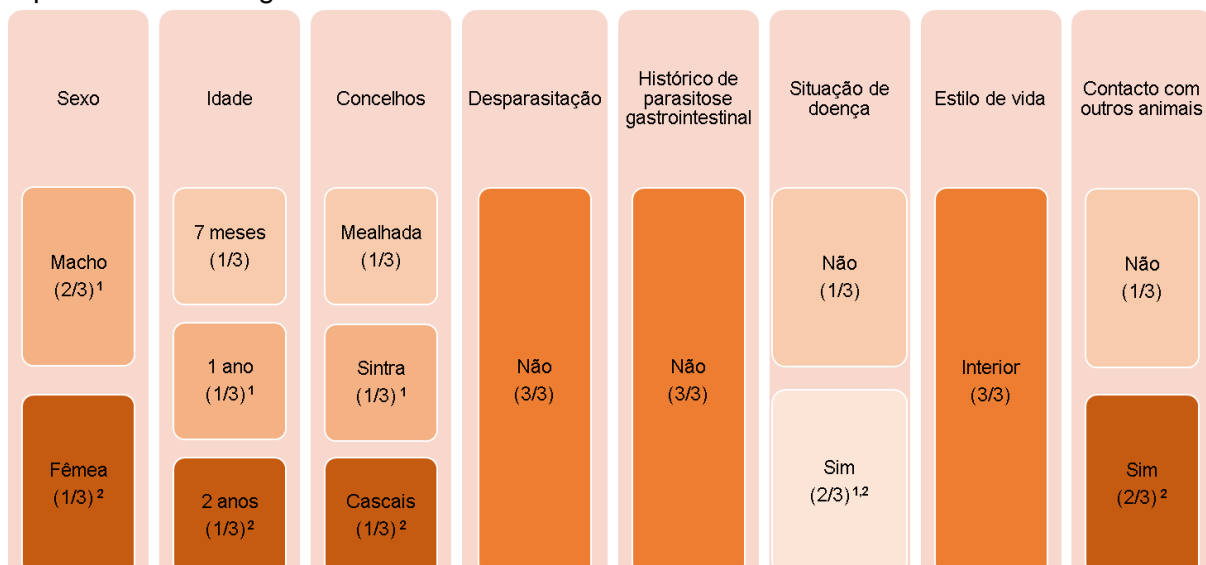 Sexo
Macho
(2/3)¹
Fêmea
(1/3)²
Idade
7 meses
(1/3)
1 ano
(1/3)¹
2 anos
(1/3)²
Concelhos
Mealhada
(1/3)
Sintra
(1/3)¹
Cascais
(1/3)²
Desparasitação
Não
(3/3)
Histórico de
parasitose
gastrointestinal
Não
(3/3)
Situação de
doença
Não
(1/3)
Sim
(2/3)¹,²
Estilo de vida
Interior
(3/3)
Contacto com
outros animais
Não
(1/3)
Sim
(2/3)²